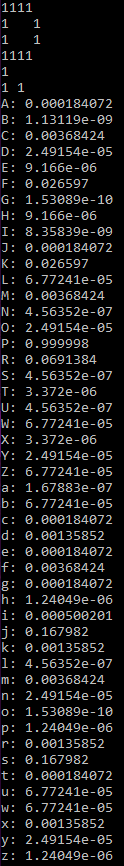 1111
1    1
1    1
1111
1
1 1
A: 0.000184072
B: 1.13119e-09
C: 0.00368424
D: 2.49154e-05
E: 9.166e-06
F: 0.026597
G: 1.53089e-10
H: 9.166e-06
I: 8.35839e-09
J: 0.000184072
K: 0.026597
L: 6.77241e-05
M: 0.00368424
N: 4.56352e-07
O: 2.49154e-05
P: 0.999998
R: 0.0691384
S: 4.56352e-07
T: 3.372e-06
U: 4.56352e-07
W: 6.77241e-05
X: 3.372e-06
Y: 2.49154e-05
Z: 6.77241e-05
a: 1.67883e-07
b: 6.77241e-05
c: 0.000184072
d: 0.00135852
e: 0.000184072
f: 0.00368424
g: 0.000184072
h: 1.24049e-06
i: 0.000500201
j: 0.167982
k: 0.00135852
l: 4.56352e-07
m: 0.00368424
n: 2.49154e-05
o: 1.53089e-10
p: 1.24049e-06
r: 0.00135852
s: 0.167982
t: 0.000184072
u: 6.77241e-05
w: 6.77241e-05
x: 0.00135852
y: 2.49154e-05
z: 1.24049e-06